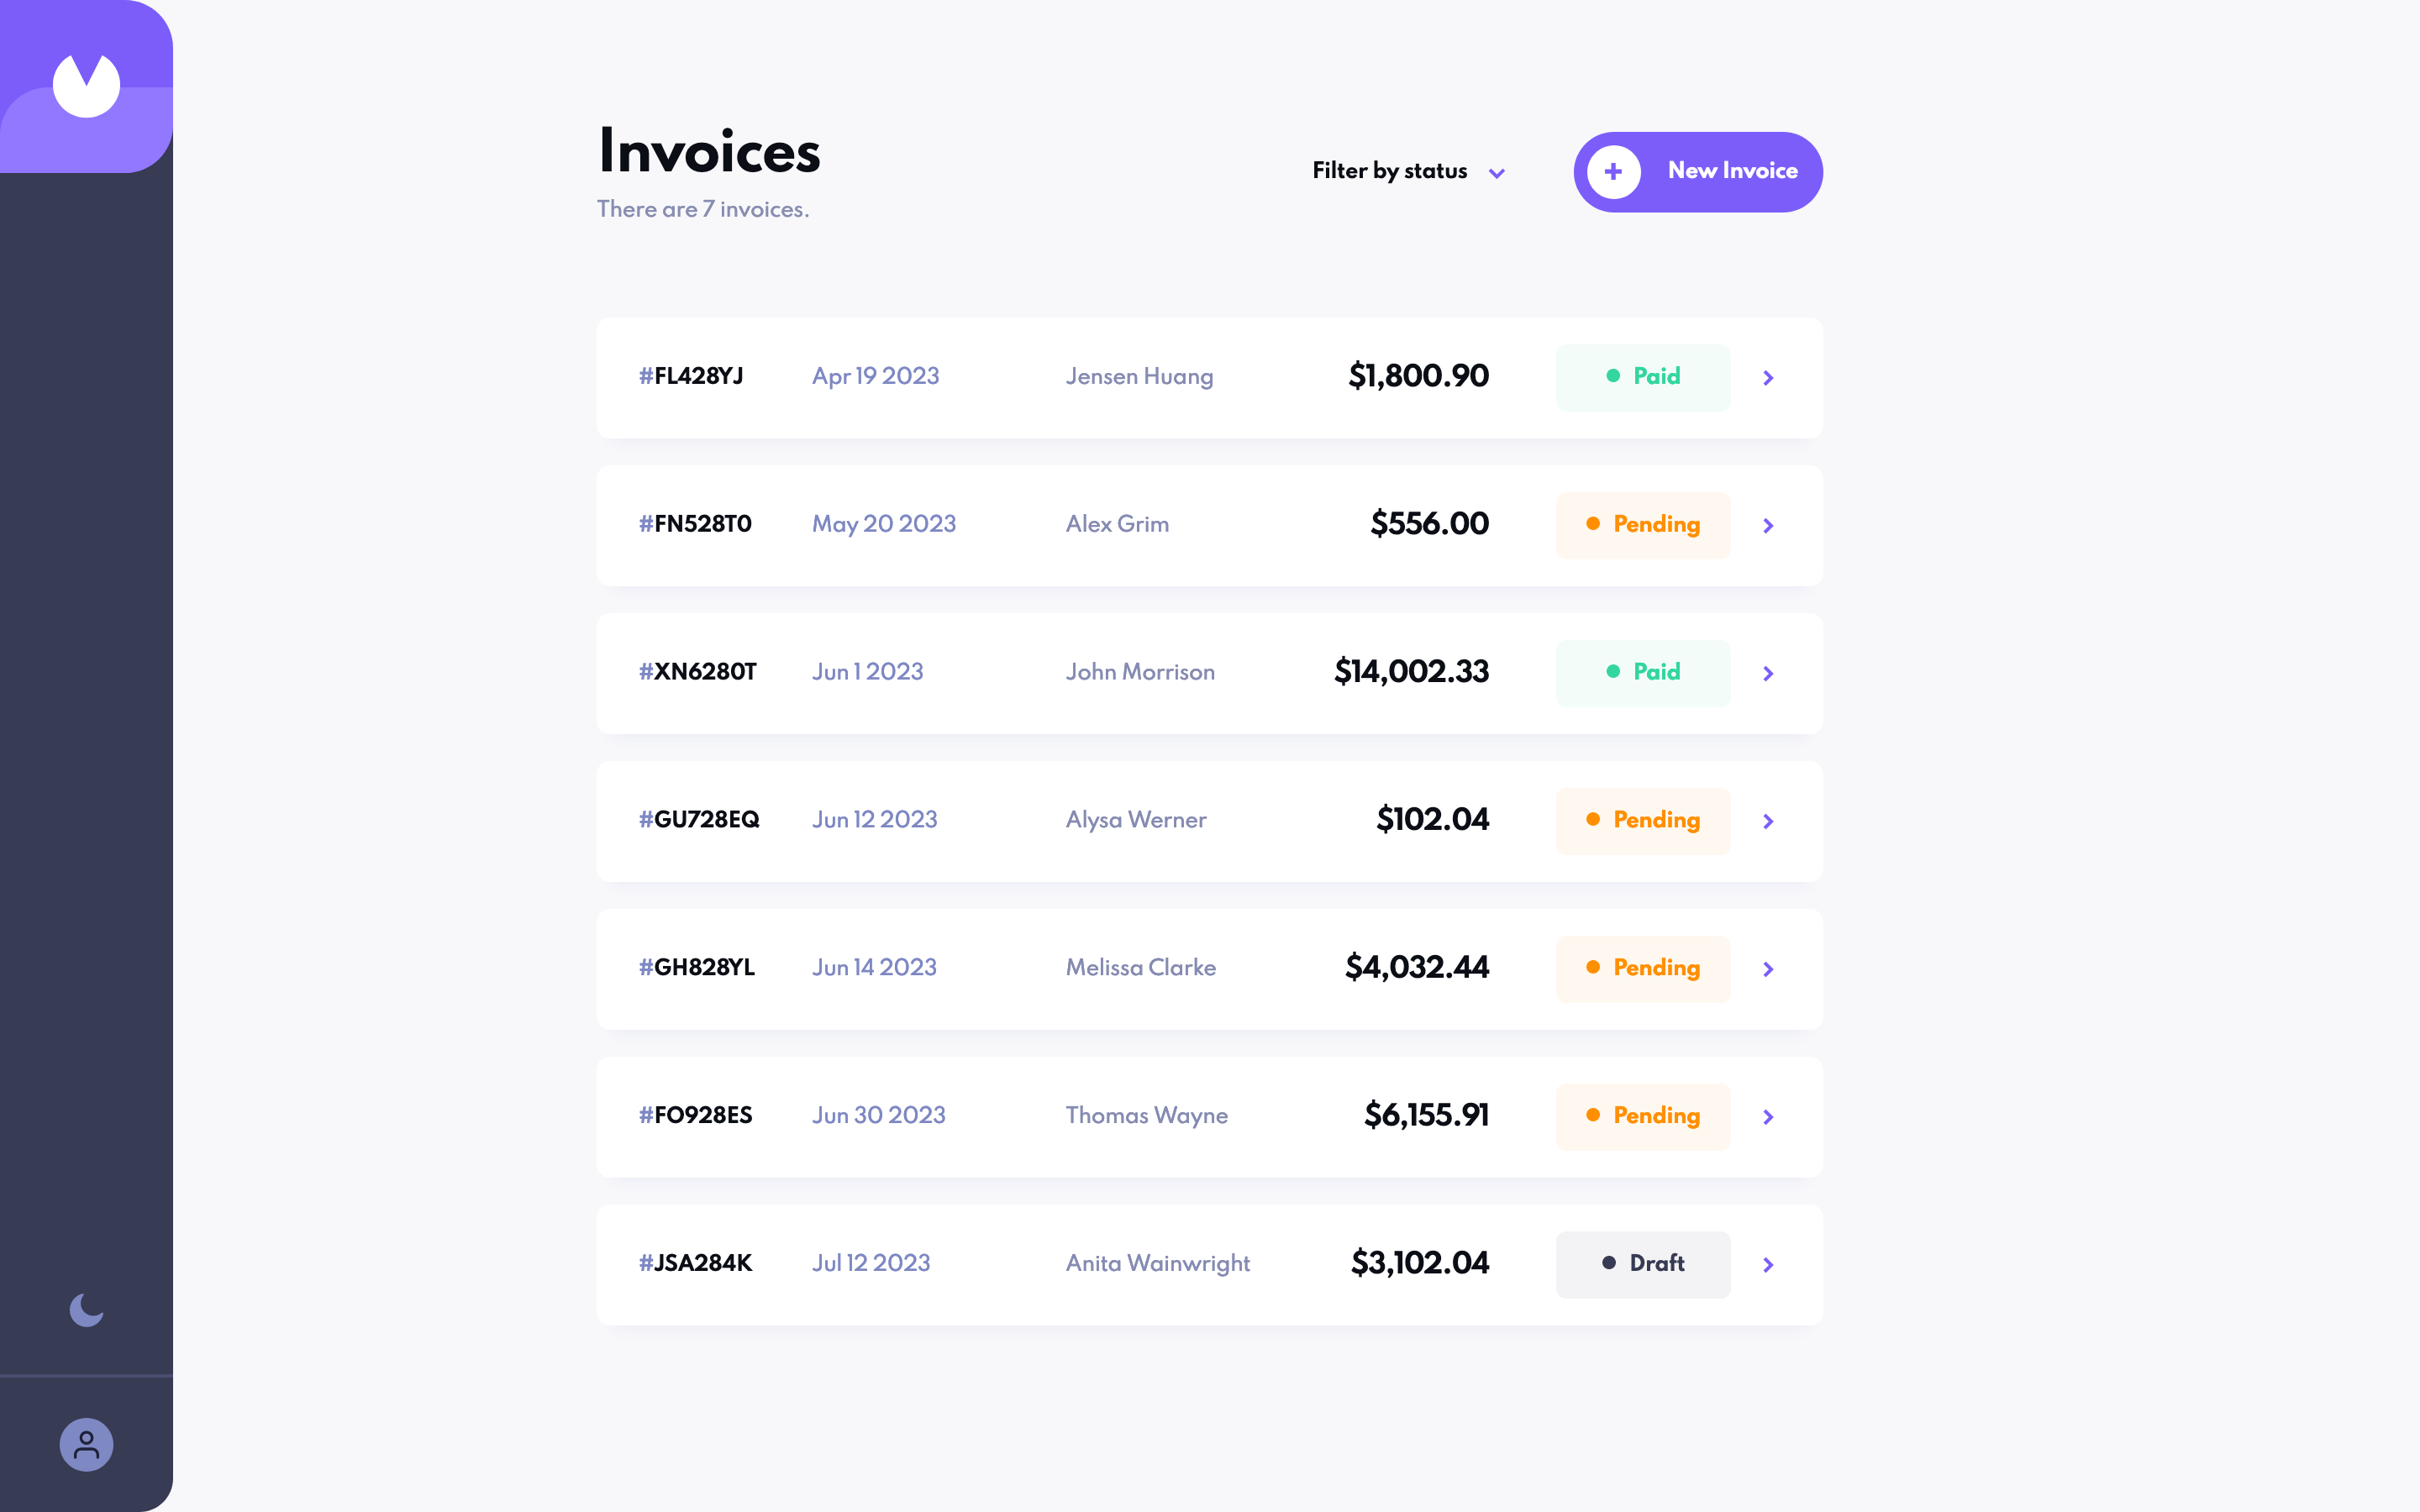 Invoices
There are 7 invoices.
Filter by status
New Invoice
#FL428YJ Apr 19 2023 Jensen Huang $1,800.90 Paid
#FN528T0 May 20 2023 Alex Grim $556.00 Pending
#XN6280T Jun 1 2023 John Morrison $14,002.33 Paid
#GU728EQ Jun 12 2023 Alysa Werner $102.04 Pending
#GH828YL Jun 14 2023 Melissa Clarke $4,032.44 Pending
#FO928ES Jun 30 2023 Thomas Wayne $6,155.91 Pending
#JSA284K Jul 12 2023 Anita Wainwright $3,102.04 Draft